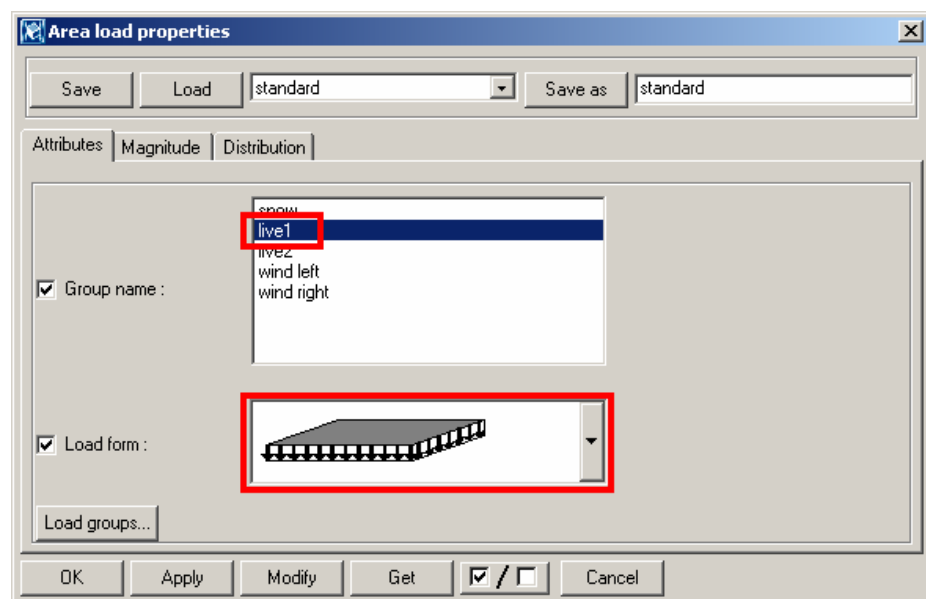 Area load properties
Save Load standard Save as standard
Attributes Magnitude Distribution
snow
live1
live2
wind left
wind right
Group name :
Load form :
Load groups...
OK Apply Modify Get / Cancel